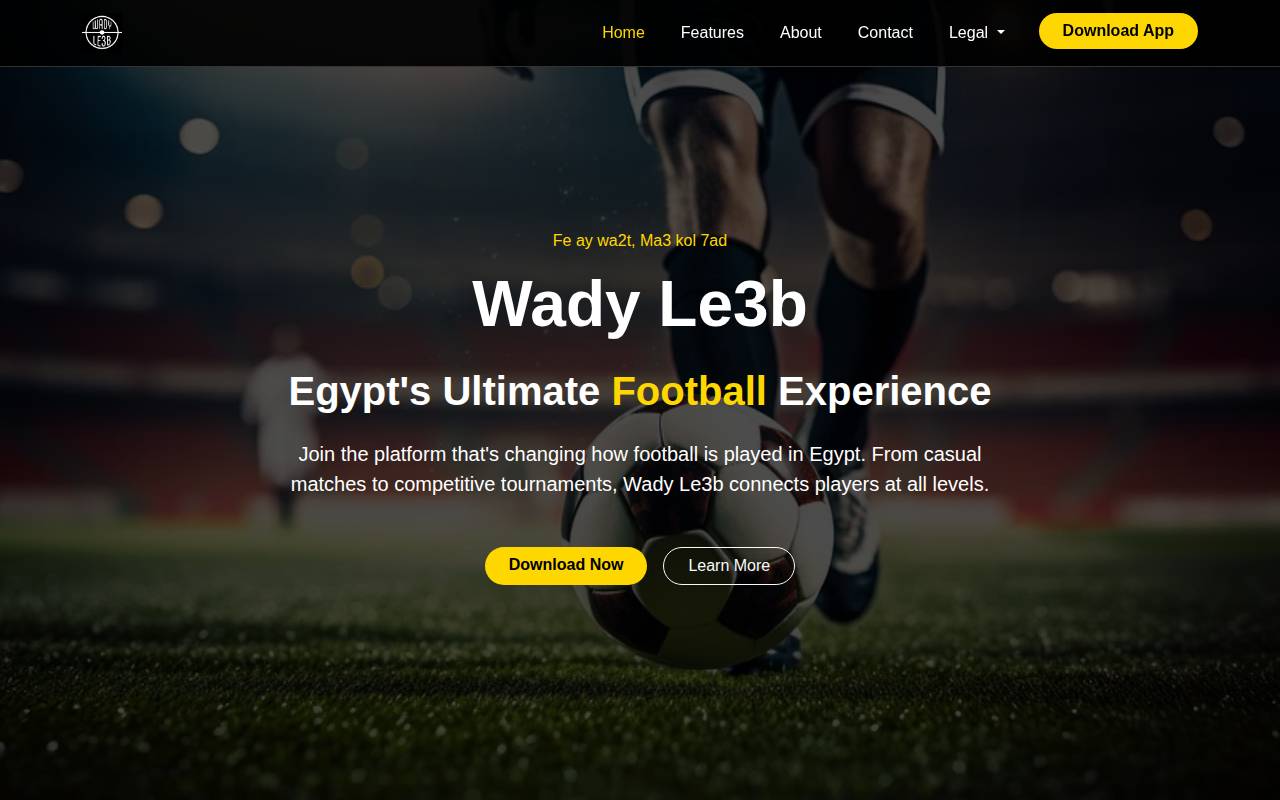 WADY
LE3B
Home
Features
About
Contact
Legal
Download App
Fe ay wa2t, Ma3 kol 7ad
Wady Le3b
Egypt's Ultimate Football Experience
Join the platform that's changing how football is played in Egypt. From casual
matches to competitive tournaments, Wady Le3b connects players at all levels.
Download Now
Learn More